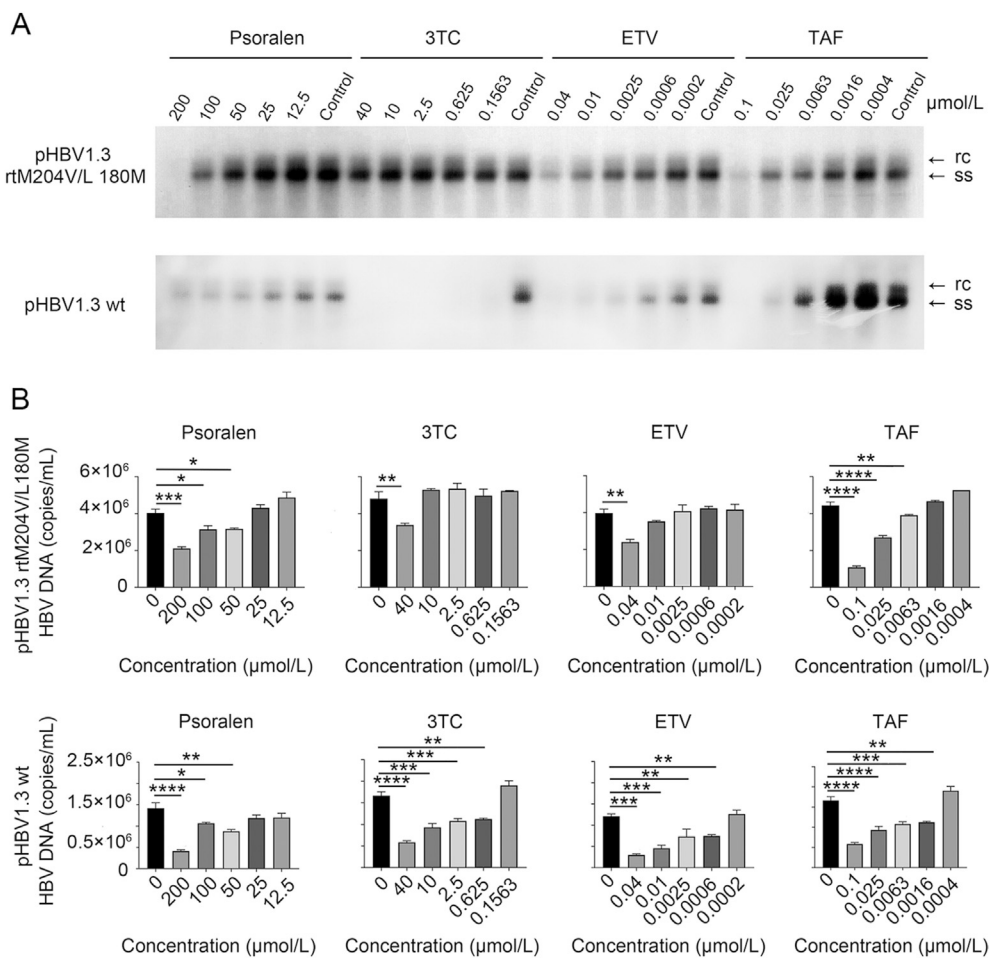 A
Psoralen 3TC ETV TAF
200 100 50 25 12.5 Control 40 10 2.5 0.625 0.1563 Control 0.04 0.01 0.0025 0.0006 0.0002 Control 0.1 0.025 0.0063 0.0016 0.0004 Control µmol/L
pHBV1.3
rtM204V/L 180M
← rc
← ss
pHBV1.3 wt
← rc
← ss
B
Psoralen 3TC ETV TAF
pHBV1.3 rtM204V/L180M
HBV DNA (copies/mL)
6×10⁶
4×10⁶
2×10⁶
0
*
*
***
**
**
**
****
****
0 200 100 50 25 12.5
0 40 10 2.5 0.625 0.1563
0 0.04 0.01 0.0025 0.0006 0.0002
0 0.1 0.025 0.0063 0.0016 0.0004
Concentration (µmol/L) Concentration (µmol/L) Concentration (µmol/L) Concentration (µmol/L)
Psoralen 3TC ETV TAF
pHBV1.3 wt
HBV DNA (copies/mL)
2.5×10⁶
1.5×10⁶
0.5×10⁶
0
**
*
****
**
***
***
****
**
**
***
***
**
***
****
****
0 200 100 50 25 12.5
0 40 10 2.5 0.625 0.1563
0 0.04 0.01 0.0025 0.0006 0.0002
0 0.1 0.025 0.0063 0.0016 0.0004
Concentration (µmol/L) Concentration (µmol/L) Concentration (µmol/L) Concentration (µmol/L)